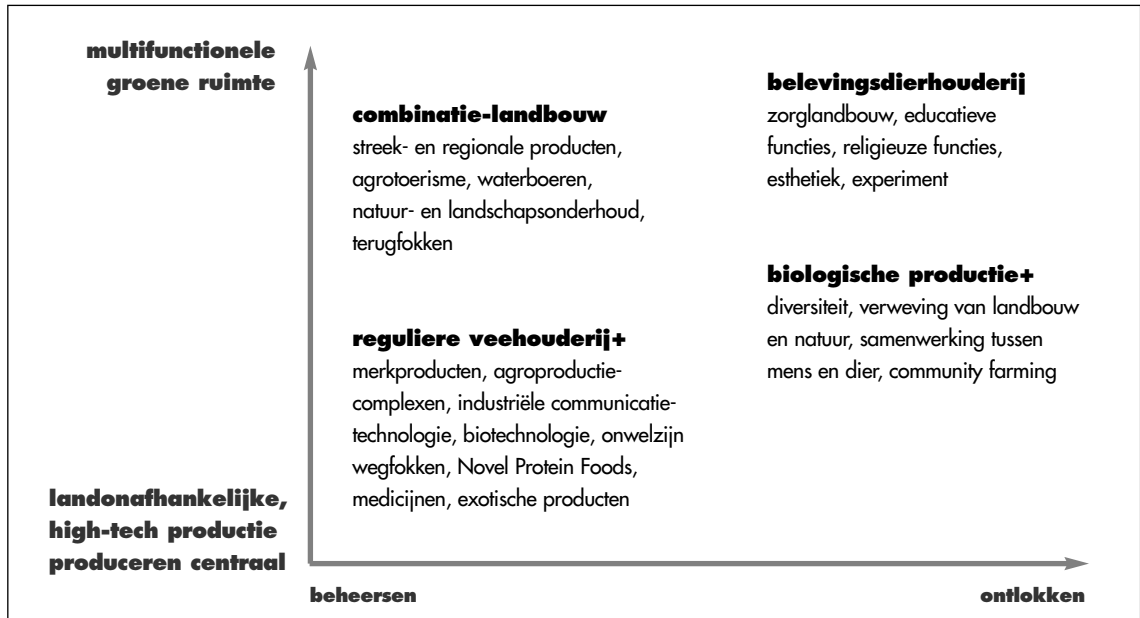 multifunctionele
groene ruimte
combinatie-landbouw
streek- en regionale producten,
agrotoerisme, waterboeren,
natuur- en landschapsonderhoud,
terugfokken
belevingsdierhouderij
zorglandbouw, educatieve
functies, religieuze functies,
esthetiek, experiment
reguliere veehouderij+
merkproducten, agroproductie-
complexen, industriële communicatie-
technologie, biotechnologie, onwelzijn
wegfokken, Novel Protein Foods,
medicijnen, exotische producten
biologische productie+
diversiteit, verweving van landbouw
en natuur, samenwerking tussen
mens en dier, community farming
landonafhankelijke,
high-tech productie
produceren centraal
beheersen
ontlokken